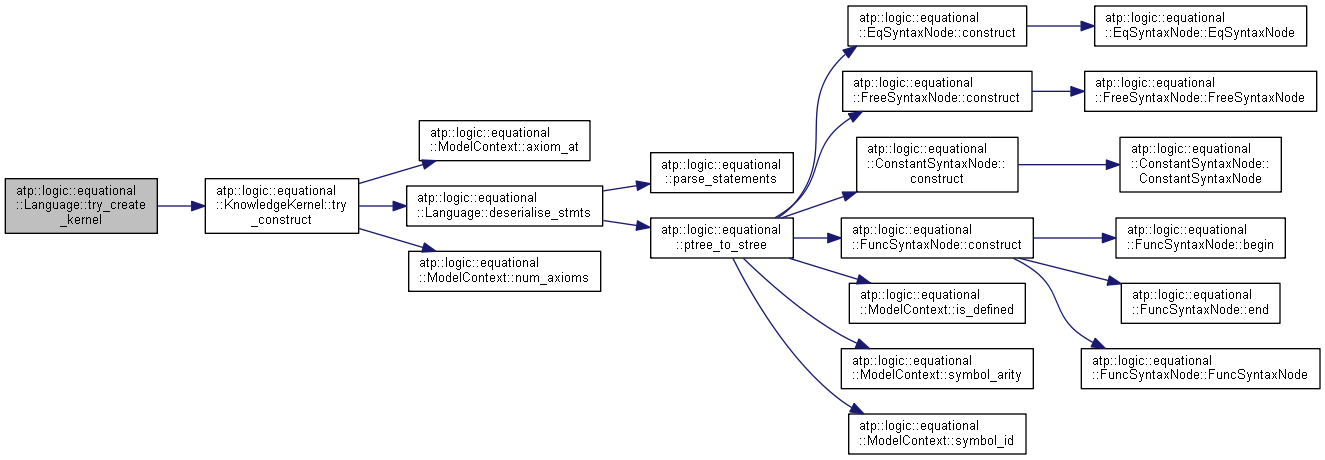 atp::logic::equational
::Language::try_create
_kernel
atp::logic::equational
::KnowledgeKernel::try
_construct
atp::logic::equational
::ModelContext::axiom_at
atp::logic::equational
::Language::deserialise_stmts
atp::logic::equational
::ModelContext::num_axioms
atp::logic::equational
::parse_statements
atp::logic::equational
::ptree_to_stree
atp::logic::equational
::EqSyntaxNode::construct
atp::logic::equational
::FreeSyntaxNode::construct
atp::logic::equational
::ConstantSyntaxNode::
construct
atp::logic::equational
::FuncSyntaxNode::construct
atp::logic::equational
::ModelContext::is_defined
atp::logic::equational
::ModelContext::symbol_arity
atp::logic::equational
::ModelContext::symbol_id
atp::logic::equational
::EqSyntaxNode::EqSyntaxNode
atp::logic::equational
::FreeSyntaxNode::FreeSyntaxNode
atp::logic::equational
::ConstantSyntaxNode::
ConstantSyntaxNode
atp::logic::equational
::FuncSyntaxNode::begin
atp::logic::equational
::FuncSyntaxNode::end
atp::logic::equational
::FuncSyntaxNode::FuncSyntaxNode